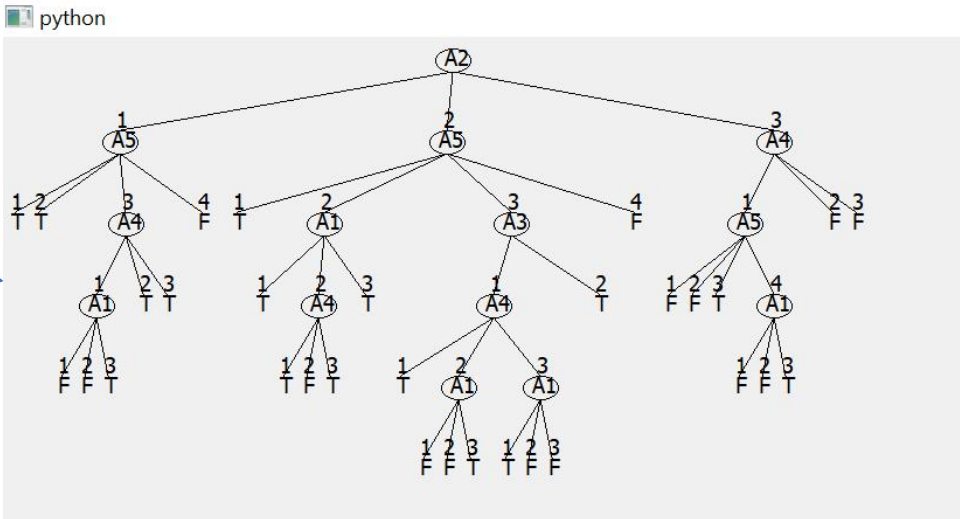 python
A2
1 2 3
A5 A5 A4
1 2 3 4 1 2 3 4 1 2 3
T T A4 F T A1 A3 F A5 F F
1 2 3 1 2 3 1 2 1 2 3 4
A1 T T T A4 T A4 T F F T A1
1 2 3 1 2 3 1 2 3 1 2 3
F F T T F T T A1 A1 F F T
1 2 3 1 2 3
F F T T F F